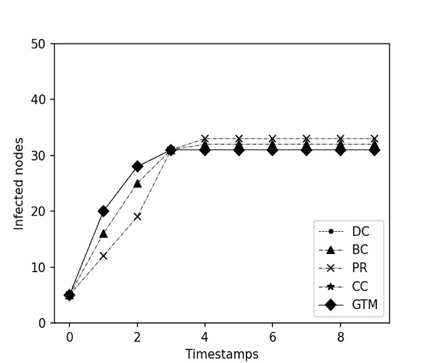 50
40
30
20
10
0
Infected nodes
DC
BC
PR
CC
GTM
0 2 4 6 8
Timestamps